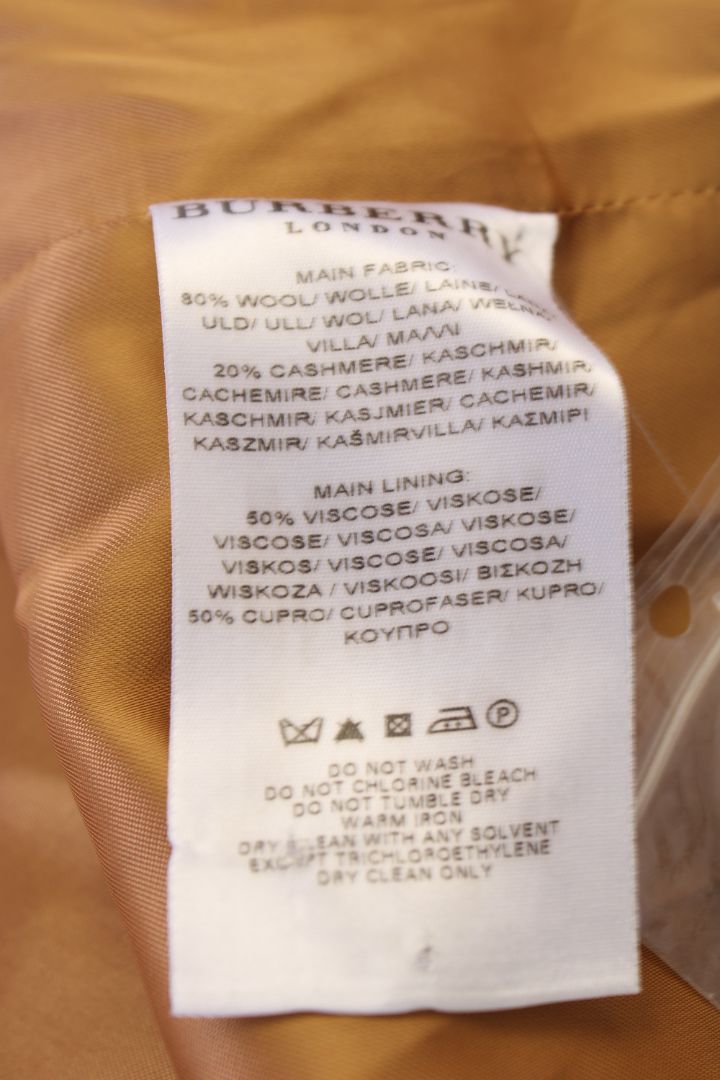 BURBERRY
LONDON
MAIN FABRIC:
80% WOOL/ WOLLE/ LAINE/ LANA/
ULD/ ULL/ WOL/ LANA/ WEŁNA/
VILLA/ ΜΑΛΛΙ
20% CASHMERE/ KASCHMIR/
CACHEMIRE/ CASHMERE/ KASHMIR/
KASCHMIR/ KASJMIER/ CACHEMIR/
KASZMIR/ KAŠMIRVILLA/ ΚΑΣΜΙΡΙ
MAIN LINING:
50% VISCOSE/ VISKOSE/
VISCOSE/ VISCOSA/ VISKOSE/
VISKOS/ VISCOSE/ VISCOSA/
WISKOZA / VISKOOSI/ ΒΙΣΚΟΖΗ
50% CUPRO/ CUPROFASER/ KUPRO/
ΚΟΥΠΡΟ
P
DO NOT WASH
DO NOT CHLORINE BLEACH
DO NOT TUMBLE DRY
WARM IRON
DRY CLEAN WITH ANY SOLVENT
EXCEPT TRICHLOROETHYLENE
DRY CLEAN ONLY